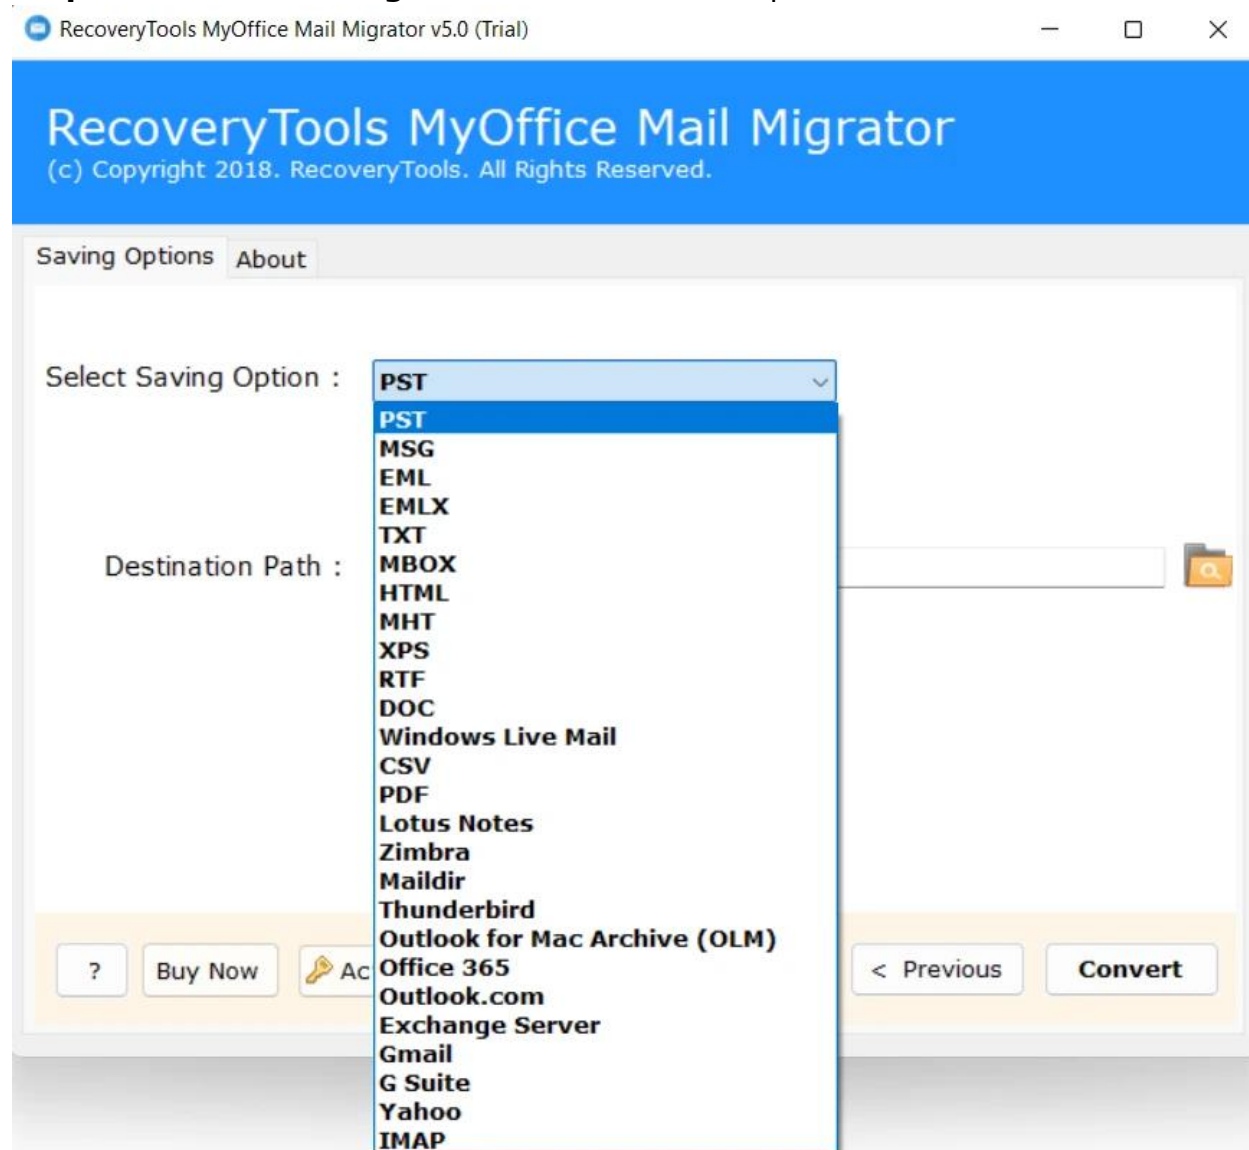 RecoveryTools MyOffice Mail Migrator v5.0 (Trial)
RecoveryTools MyOffice Mail Migrator
(c) Copyright 2018. RecoveryTools. All Rights Reserved.
Saving Options About
Select Saving Option : PST
PST
MSG
EML
EMLX
TXT
Destination Path :
MBOX
HTML
MHT
XPS
RTF
DOC
Windows Live Mail
CSV
PDF
Lotus Notes
Zimbra
Maildir
Thunderbird
Outlook for Mac Archive (OLM)
Office 365
Outlook.com
Exchange Server
Gmail
G Suite
Yahoo
IMAP
? Buy Now Ac < Previous Convert